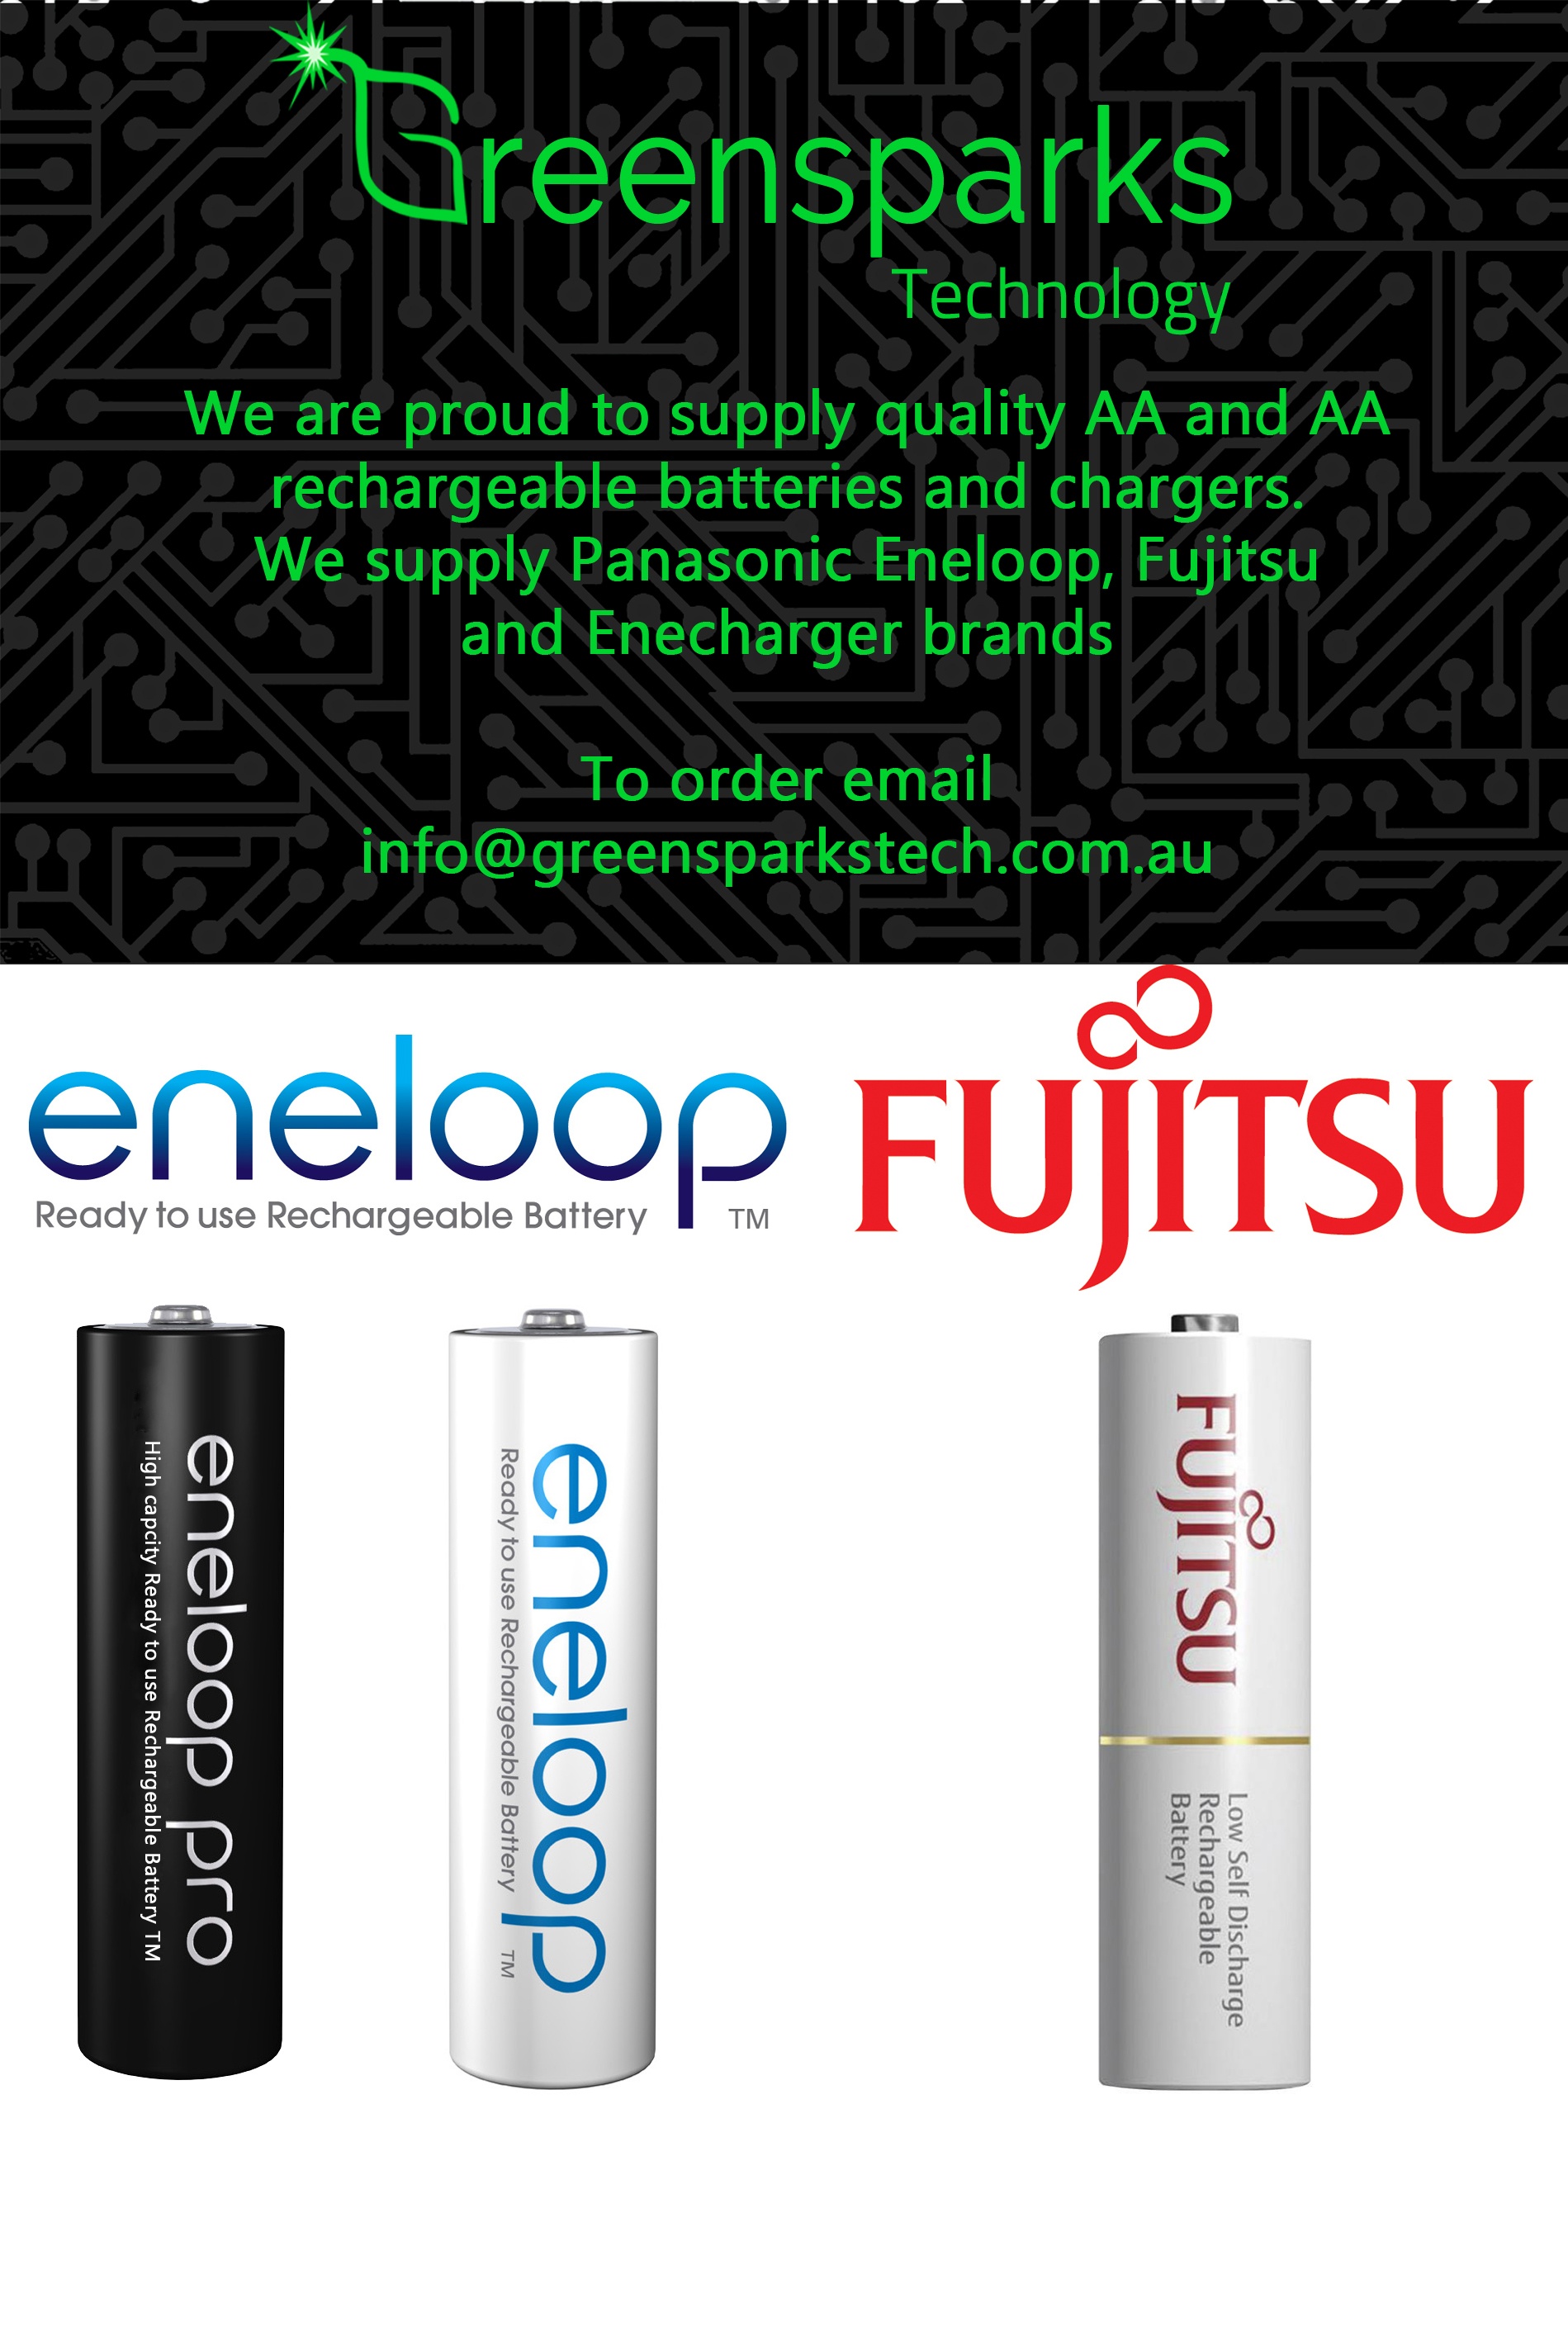 Greensparks
Technology
We are proud to supply quality AA and AA
rechargeable batteries and chargers.
We supply Panasonic Eneloop, Fujitsu
and Enecharger brands
To order email
info@greensparkstech.com.au
eneloop
Ready to use Rechargeable Battery TM
FUJITSU
eneloop pro
High capcity Ready to use Rechargeable Battery TM
eneloop
Ready to use Rechargeable Battery TM
FUJITSU
Low Self Discharge
Rechargeable
Battery